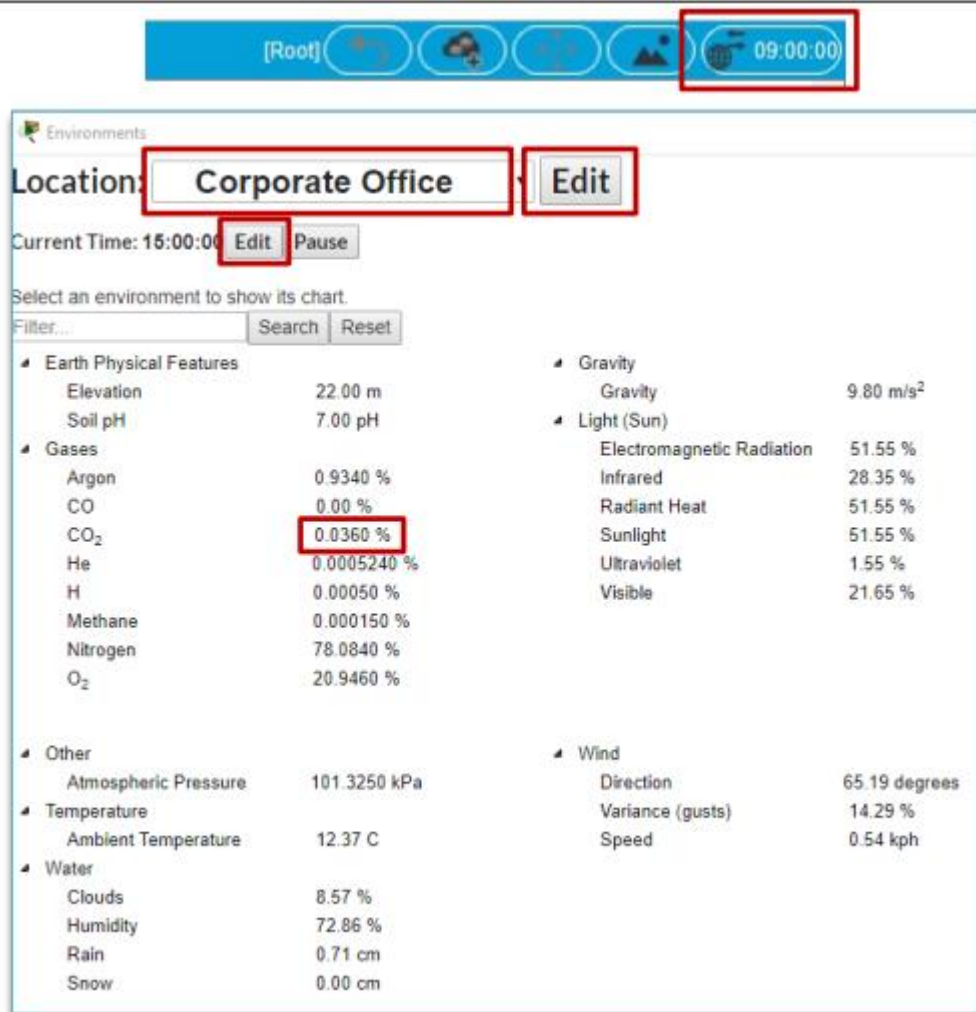 [Root] 09:00:00
Environments
Location: Corporate Office Edit
Current Time: 15:00:00 Edit Pause
Select an environment to show its chart.
Filter... Search Reset
Earth Physical Features
Elevation 22.00 m
Soil pH 7.00 pH
Gases
Argon 0.9340 %
CO 0.00 %
CO₂ 0.0360 %
He 0.0005240 %
H 0.00050 %
Methane 0.000150 %
Nitrogen 78.0840 %
O₂ 20.9460 %
Gravity
Gravity 9.80 m/s²
Light (Sun)
Electromagnetic Radiation 51.55 %
Infrared 28.35 %
Radiant Heat 51.55 %
Sunlight 51.55 %
Ultraviolet 1.55 %
Visible 21.65 %
Other
Atmospheric Pressure 101.3250 kPa
Temperature
Ambient Temperature 12.37 C
Water
Clouds 8.57 %
Humidity 72.86 %
Rain 0.71 cm
Snow 0.00 cm
Wind
Direction 65.19 degrees
Variance (gusts) 14.29 %
Speed 0.54 kph